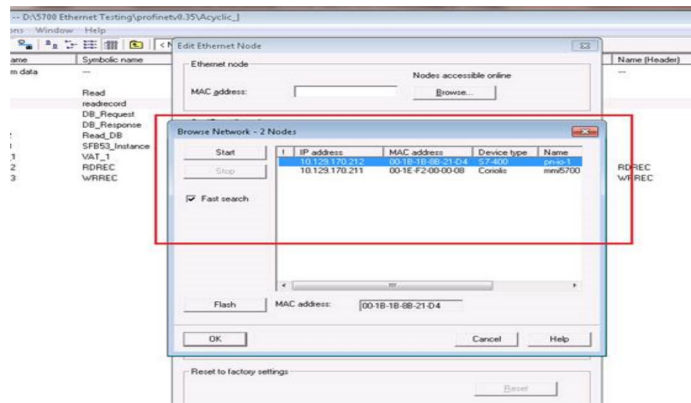 -- D:\5700 Ethernet Testing\profinetv0.35\Acyclic_]
ons Window Help
Edit Ethernet Node
ame Symbolic name Name (Header)
m data --- ---
Ethernet node
Nodes accessible online
MAC address: Browse...
Read
readrecord
DB_Request
DB_Response
Read_DB
SFB53_Instance
VAT_1
2 RDREC RDREC
3 WRREC WRREC
Browse Network - 2 Nodes
Start ! IP address MAC address Device type Name
10.129.170.212 00-1B-1B-8B-21-D4 S7-400 pn-io-1
Stop 10.129.170.211 00-1E-F2-00-00-08 Coriolis mmi5700
Fast search
Flash MAC address: 00-1B-1B-8B-21-D4
OK Cancel Help
Reset to factory settings
Reset